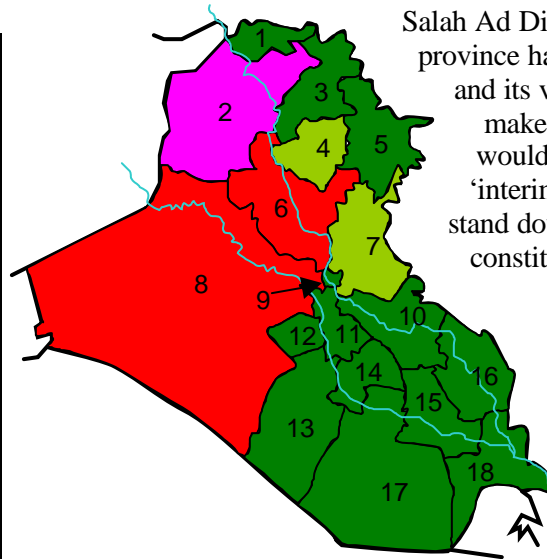 Salah Ad Di
province ha
and its v
make
would
‘interin
stand dou
constit
1
2
3
4
5
6
7
8
9
10
11
12
13
14
15
16
17
18